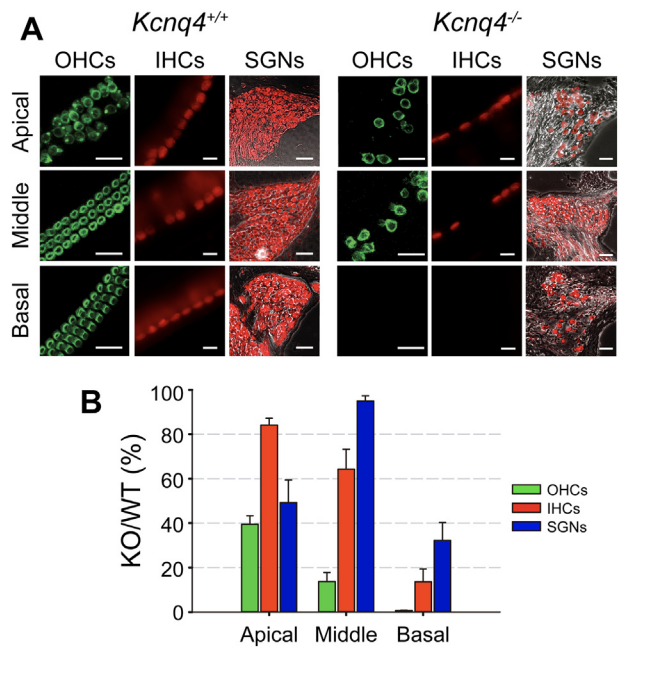 A
Kcnq4+/+ Kcnq4-/-
OHCs IHCs SGNs OHCs IHCs SGNs
Apical
Middle
Basal
B
KO/WT (%)
100
80
60
40
20
0
Apical Middle Basal
OHCs
IHCs
SGNs